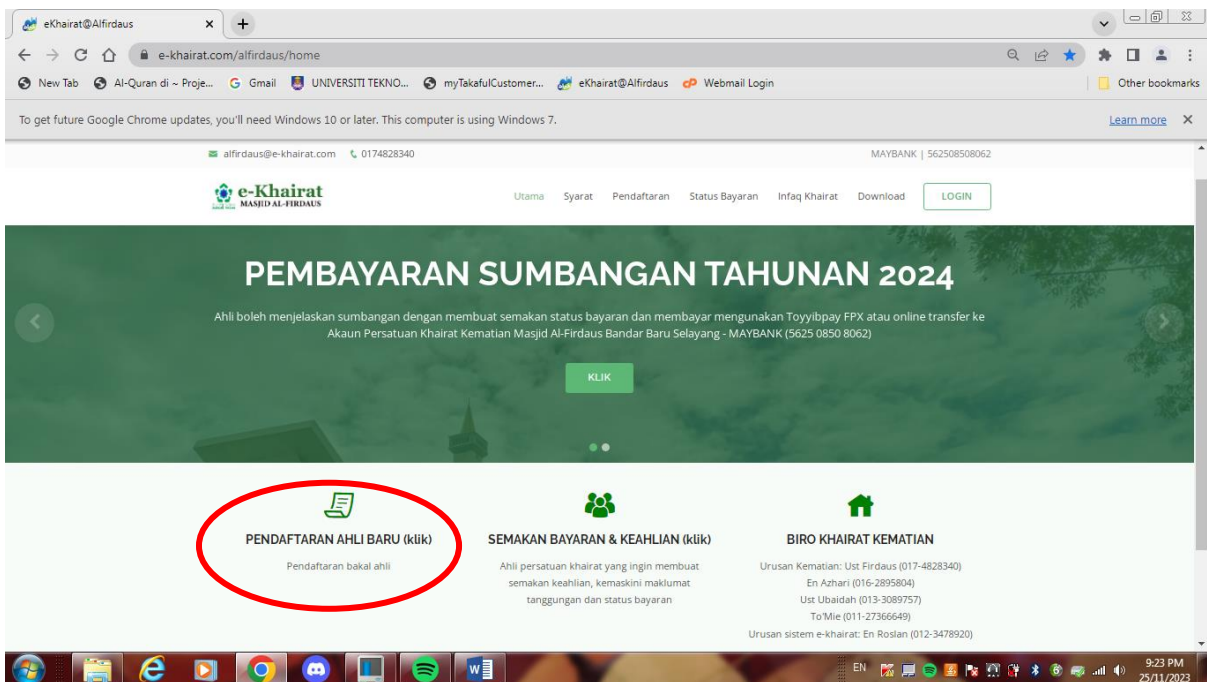 eKhairat@Alfirdaus
e-khairat.com/alfirdaus/home
New Tab Al-Quran di ~ Proje... Gmail UNIVERSITI TEKNO... myTakafulCustomer... eKhairat@Alfirdaus Webmail Login Other bookmarks
To get future Google Chrome updates, you'll need Windows 10 or later. This computer is using Windows 7. Learn more
alfirdaus@e-khairat.com 0174828340 MAYBANK | 562508508062
e-Khairat
MASJID AL-FIRDAUS
Utama Syarat Pendaftaran Status Bayaran Infaq Khairat Download LOGIN
PEMBAYARAN SUMBANGAN TAHUNAN 2024
Ahli boleh menjelaskan sumbangan dengan membuat semakan status bayaran dan membayar mengunakan Toyyibpay FPX atau online transfer ke
Akaun Persatuan Khairat Kematian Masjid Al-Firdaus Bandar Baru Selayang - MAYBANK (5625 0850 8062)
KLIK
PENDAFTARAN AHLI BARU (klik)
Pendaftaran bakal ahli
SEMAKAN BAYARAN & KEAHLIAN (klik)
Ahli persatuan khairat yang ingin membuat
semakan keahlian, kemaskini maklumat
tanggungan dan status bayaran
BIRO KHAIRAT KEMATIAN
Urusan Kematian: Ust Firdaus (017-4828340)
En Azhari (016-2895804)
Ust Ubaidah (013-3089757)
To'Mie (011-27366649)
Urusan sistem e-khairat: En Roslan (012-3478920)
EN
9:23 PM
25/11/2023